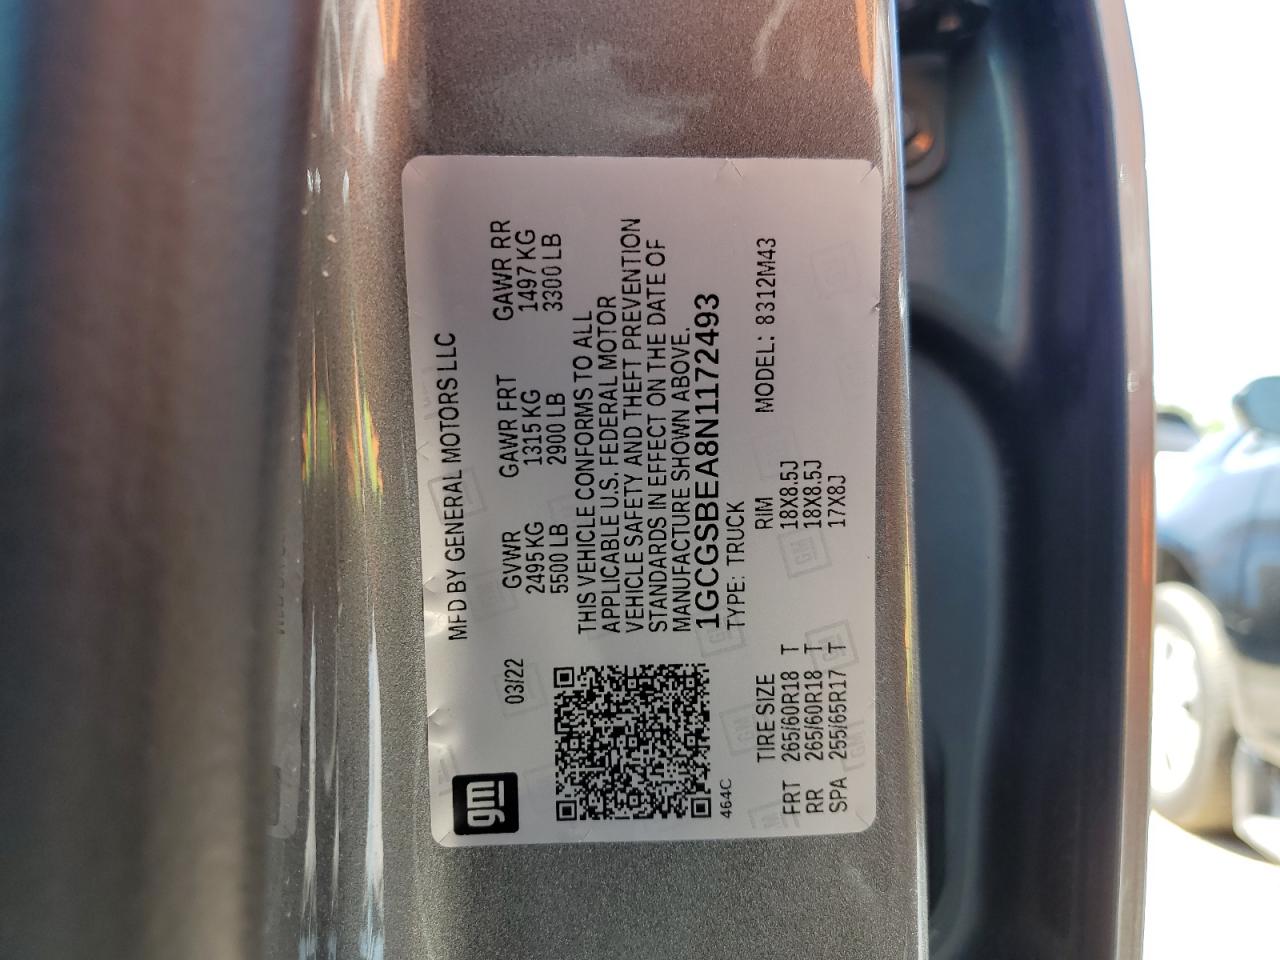 gm
MFD BY GENERAL MOTORS LLC
03/22 GVWR GAWR FRT GAWR RR
2495 KG 1315 KG 1497 KG
5500 LB 2900 LB 3300 LB
THIS VEHICLE CONFORMS TO ALL
APPLICABLE U.S. FEDERAL MOTOR
VEHICLE SAFETY AND THEFT PREVENTION
STANDARDS IN EFFECT ON THE DATE OF
MANUFACTURE SHOWN ABOVE.
1GCGSBEA8N1172493
464C TYPE: TRUCK
TIRE SIZE RIM MODEL: 8312M43
FRT 265/60R18 T 18X8.5J
RR 265/60R18 T 18X8.5J
SPA 255/65R17 T 17X8J